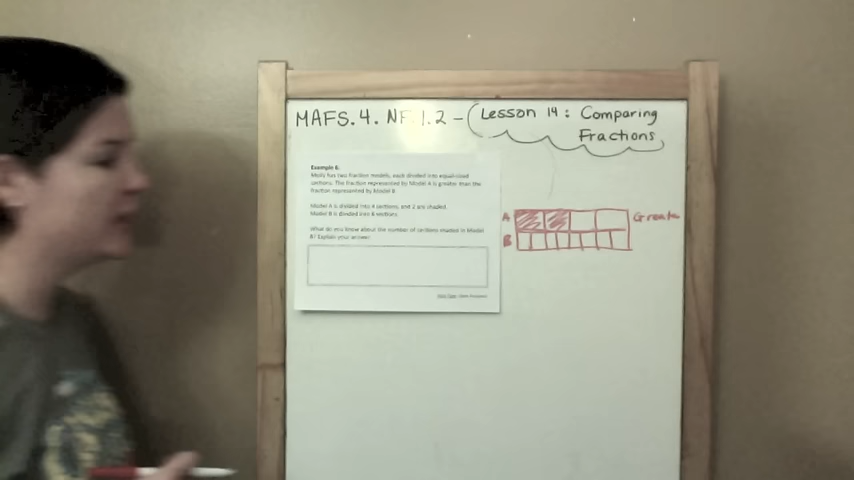 MAFS.4.NF.1.2 - Lesson 14: Comparing
Fractions
Example 6:
Molly has two fraction models, each divided into equal-sized
sections. The fraction represented by Model A is greater than the
fraction represented by Model B.
Model A is divided into 4 sections, and 2 are shaded.
Model B is divided into 8 sections.
What do you know about the number of sections shaded in Model
B? Explain your answer.
A Greate
B